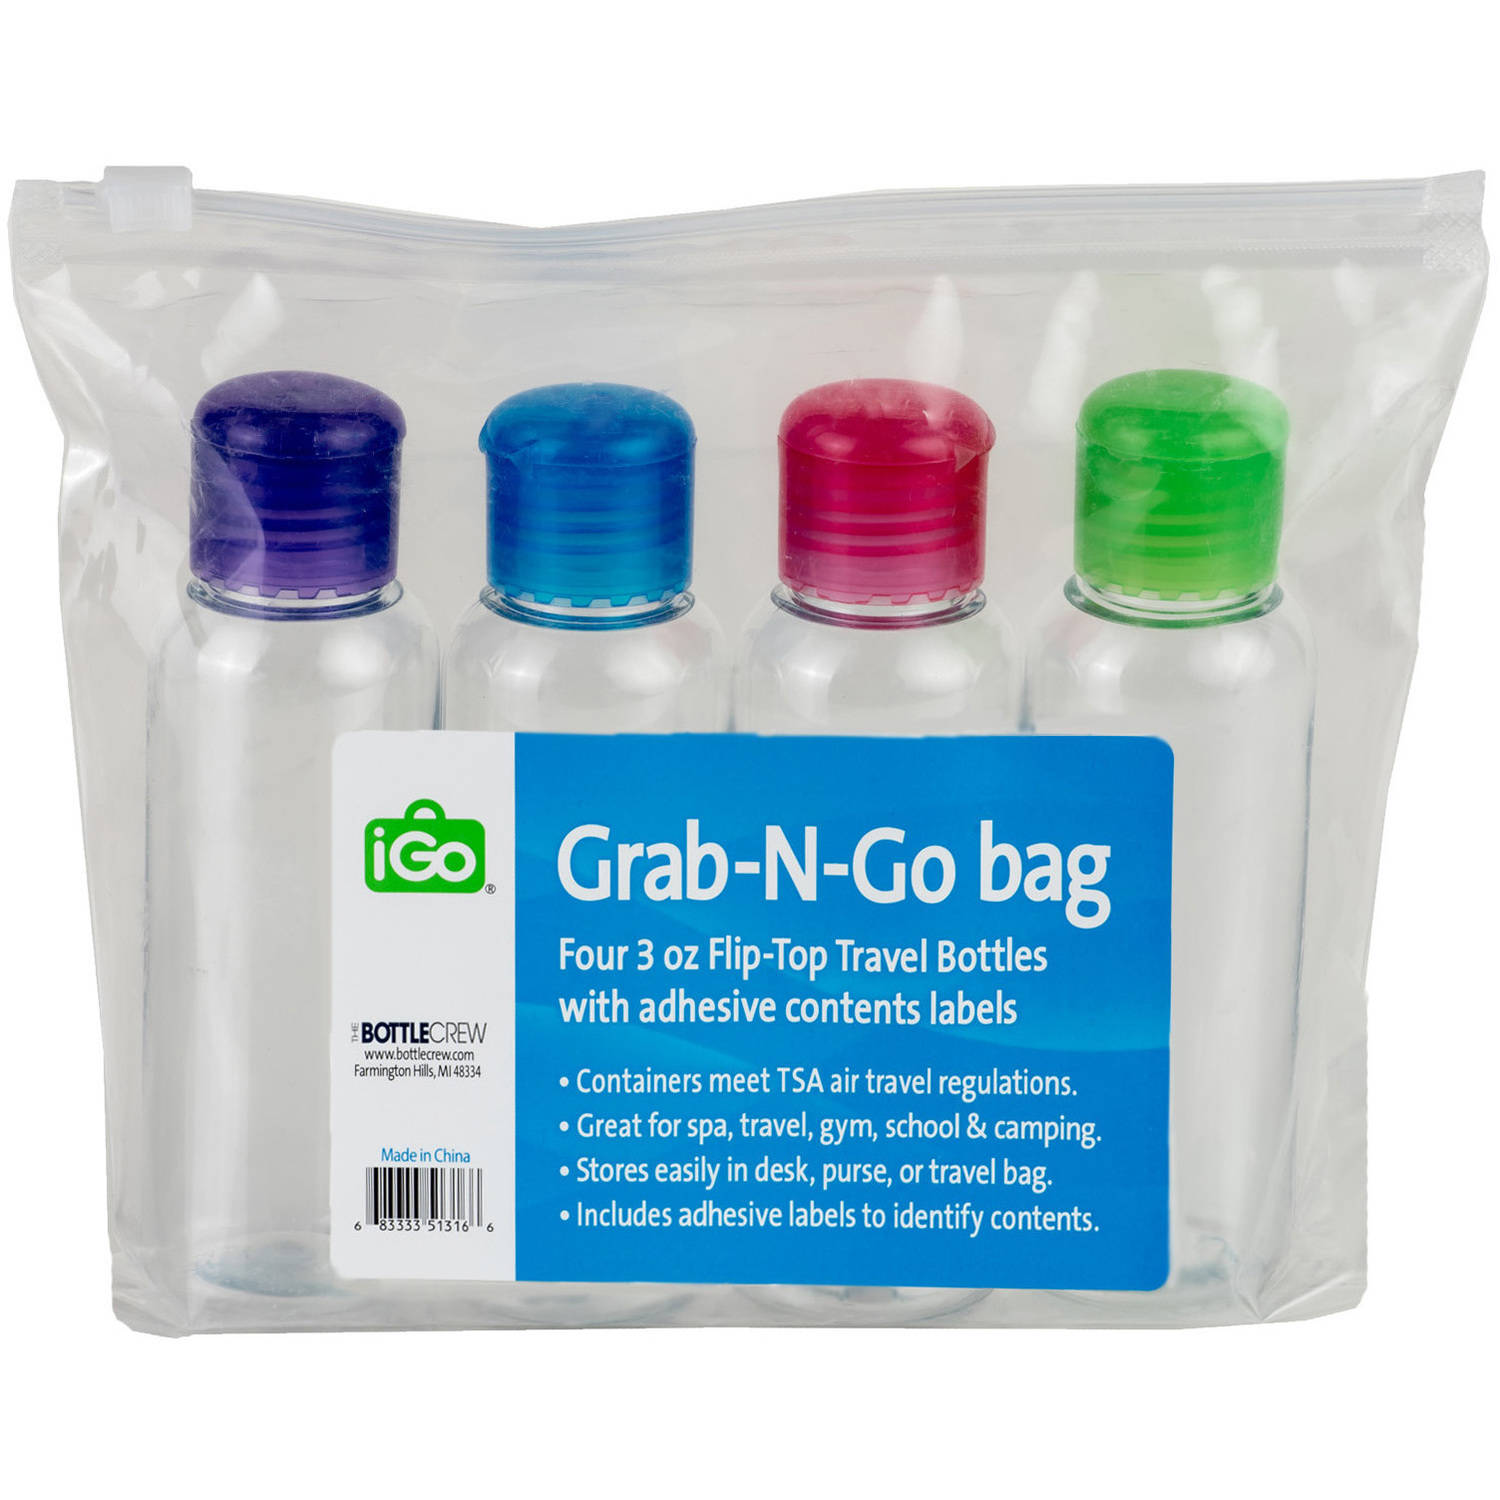 iGo®
THE BOTTLECREW
www.bottlecrew.com
Farmington Hills, MI 48334
Made in China
6 83333 51316 6
Grab-N-Go bag
Four 3 oz Flip-Top Travel Bottles
with adhesive contents labels
• Containers meet TSA air travel regulations.
• Great for spa, travel, gym, school & camping.
• Stores easily in desk, purse, or travel bag.
• Includes adhesive labels to identify contents.